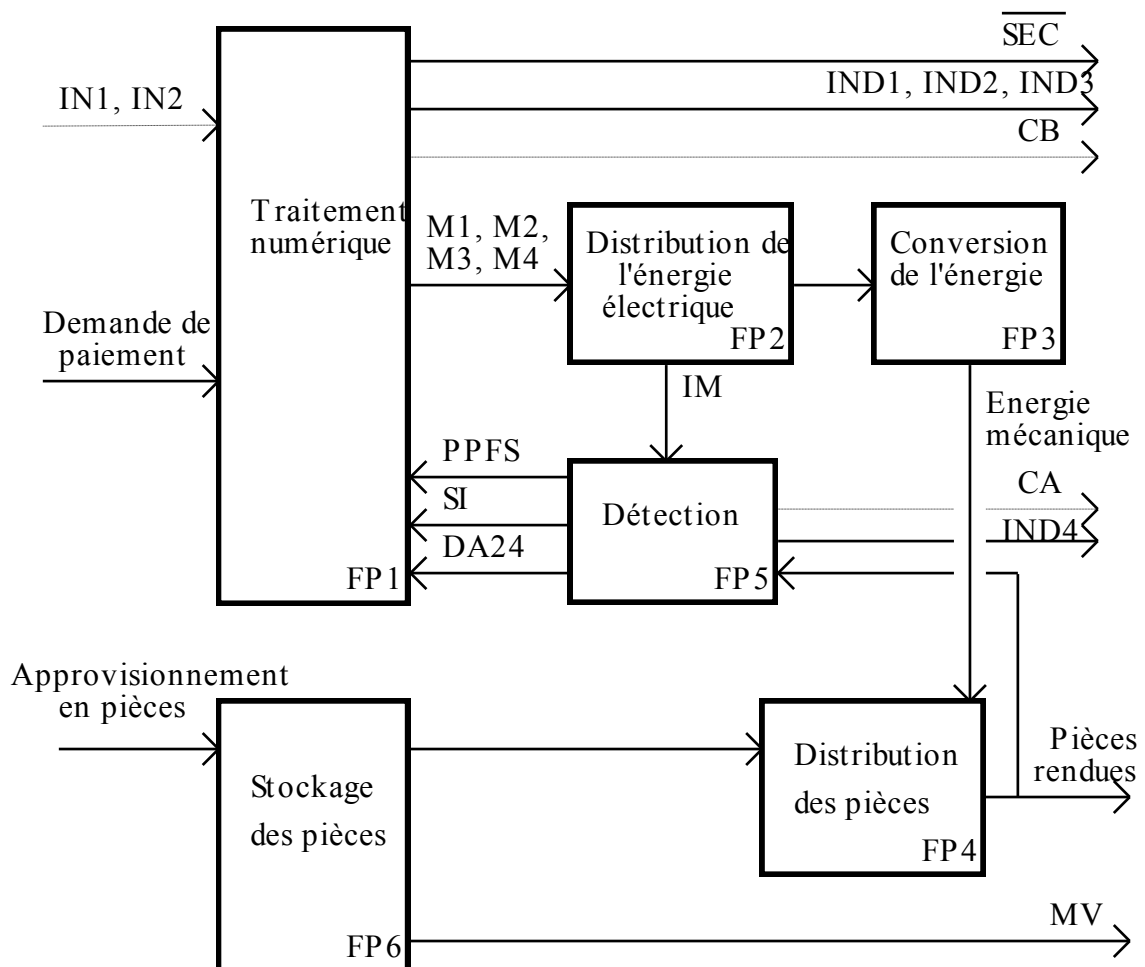 SEC
IND1, IND2, IND3
IN1, IN2
CB
Traitement
numérique
M1, M2,
M3, M4
Distribution de
l'énergie
électrique
FP2
Conversion
de l'énergie
FP3
Demande de
paiement
IM
Energie
mécanique
PPFS
SI
DA24
Détection
CA
IND4
FP1
FP5
Approvisionnement
en pièces
Stockage
des pièces
Distribution
des pièces
FP4
Pièces
rendues
MV
FP6